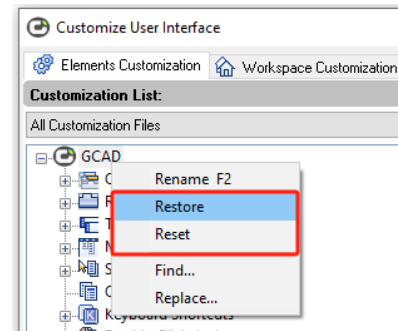 Customize User Interface
Elements Customization Workspace Customization
Customization List:
All Customization Files
GCAD
Rename F2
Restore
Reset
Find...
Replace...
Keyboard Shortcuts